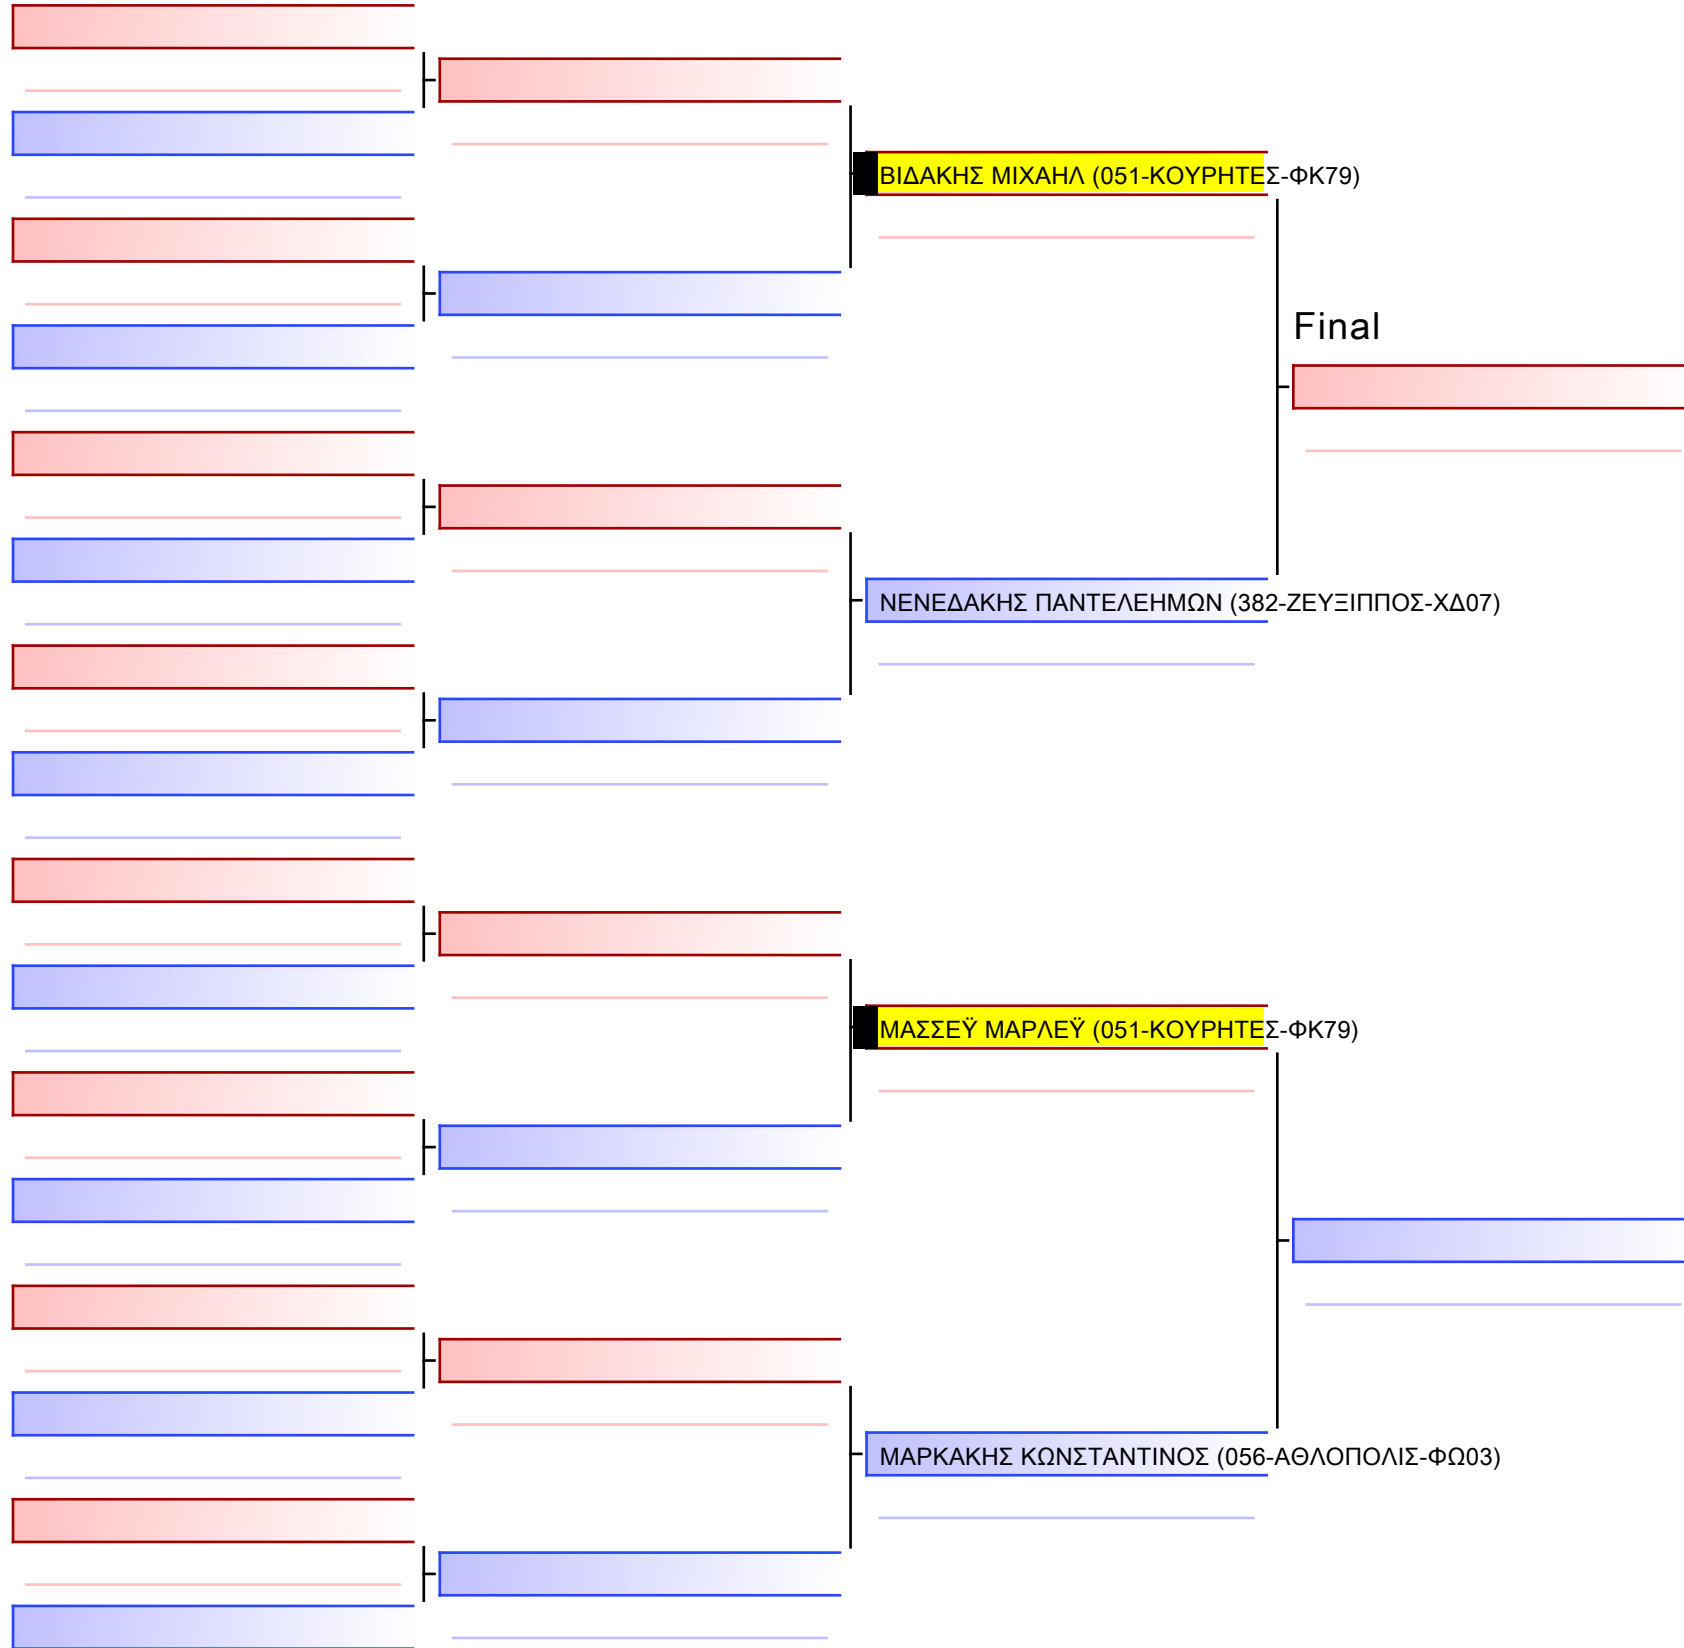 ΒΙΔΑΚΗΣ ΜΙΧΑΗΛ (051-ΚΟΥΡΗΤΕΣ-ΦΚ79)
Final
ΝΕΝΕΔΑΚΗΣ ΠΑΝΤΕΛΕΗΜΩΝ (382-ΖΕΥΞΙΠΠΟΣ-ΧΔ07)
ΜΑΣΣΕΫ ΜΑΡΛΕΫ (051-ΚΟΥΡΗΤΕΣ-ΦΚ79)
ΜΑΡΚΑΚΗΣ ΚΩΝΣΤΑΝΤΙΝΟΣ (056-ΑΘΛΟΠΟΛΙΣ-ΦΩ03)